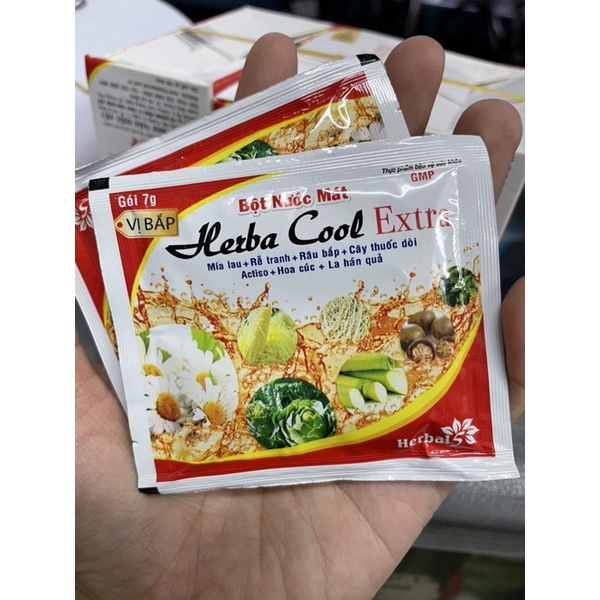 Thực phẩm bảo vệ sức khỏe
GMP
Gói 7g
VỊ BẮP
Bột Nước Mát
Herba Cool Extra
Mía lau + Rễ tranh + Râu bắp + Cây thuốc dòi
Actiso + Hoa cúc + La hán quả
Herbal